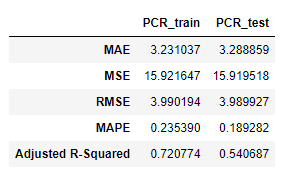 PCR_train PCR_test
MAE 3.231037 3.288859
MSE 15.921647 15.919518
RMSE 3.990194 3.989927
MAPE 0.235390 0.189282
Adjusted R-Squared 0.720774 0.540687